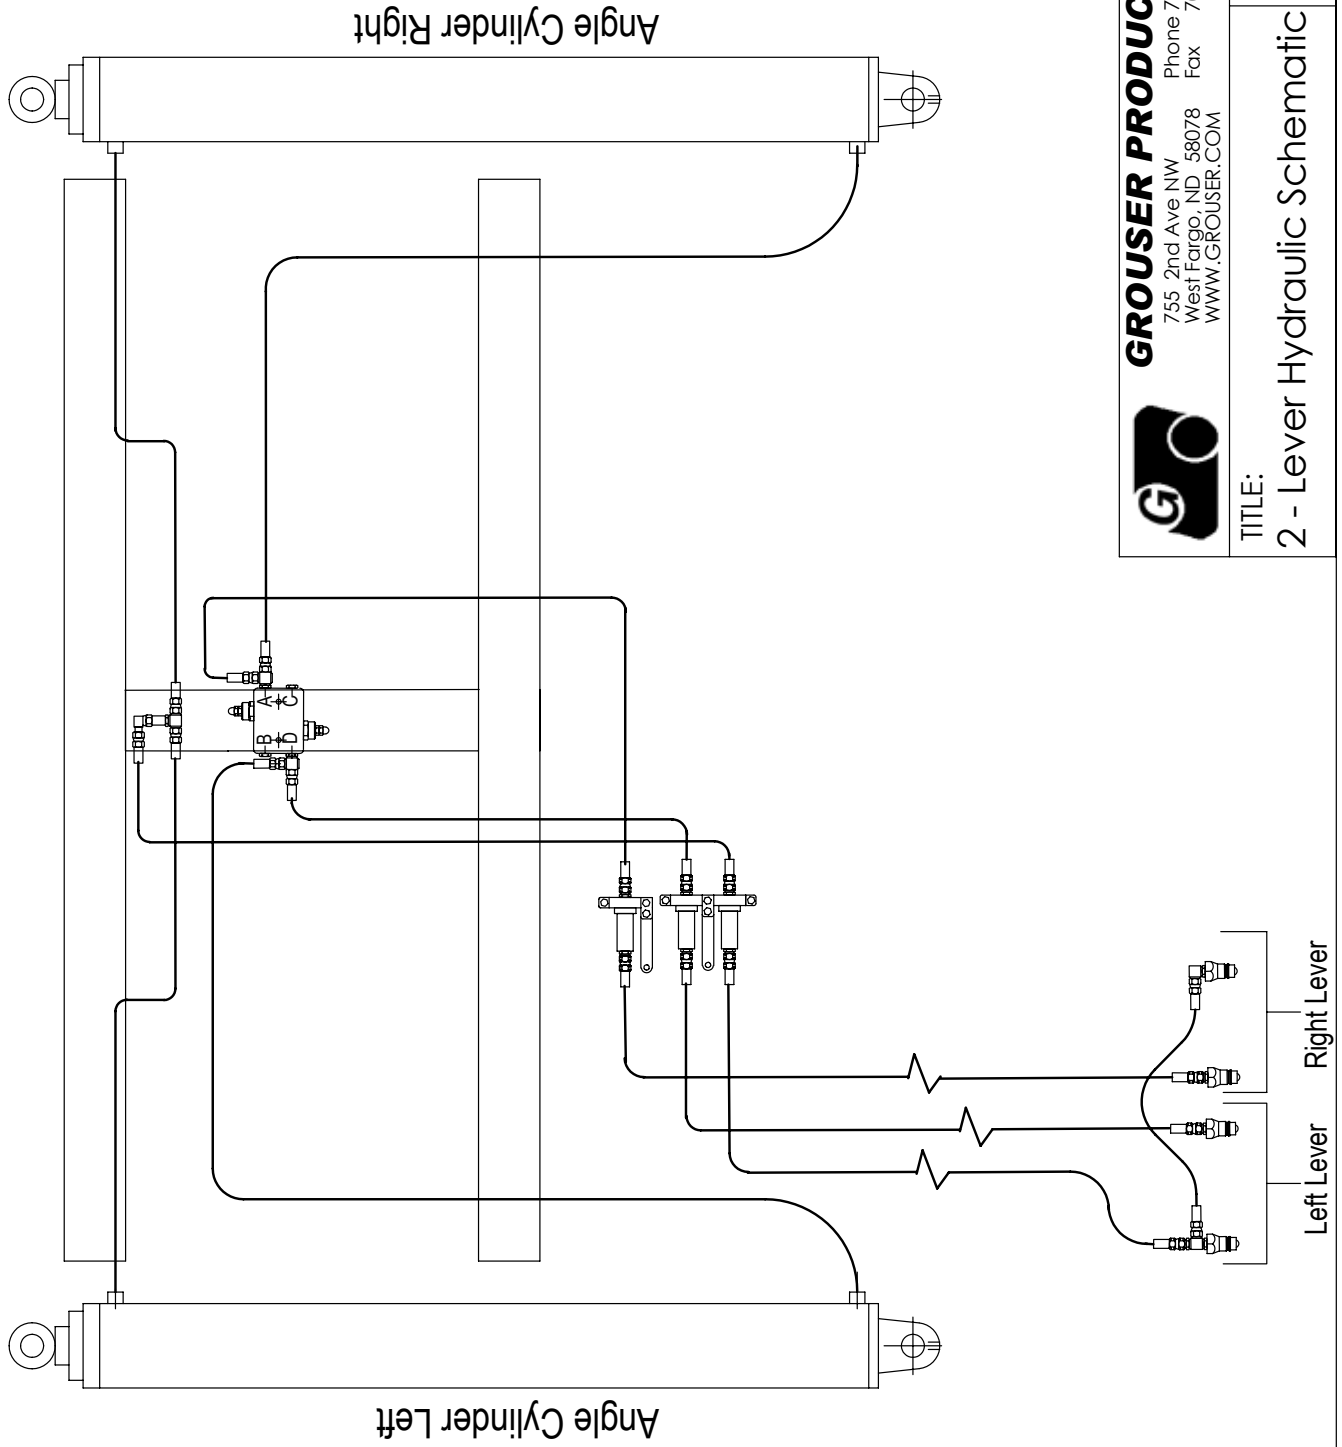 Angle Cylinder Right
Angle Cylinder Left
B A
D C
Left Lever
Right Lever
G
GROUSER PRODUC
755 2nd Ave NW Phone 7
West Fargo, ND 58078 Fax 7
WWW.GROUSER.COM
TITLE:
2 - Lever Hydraulic Schematic